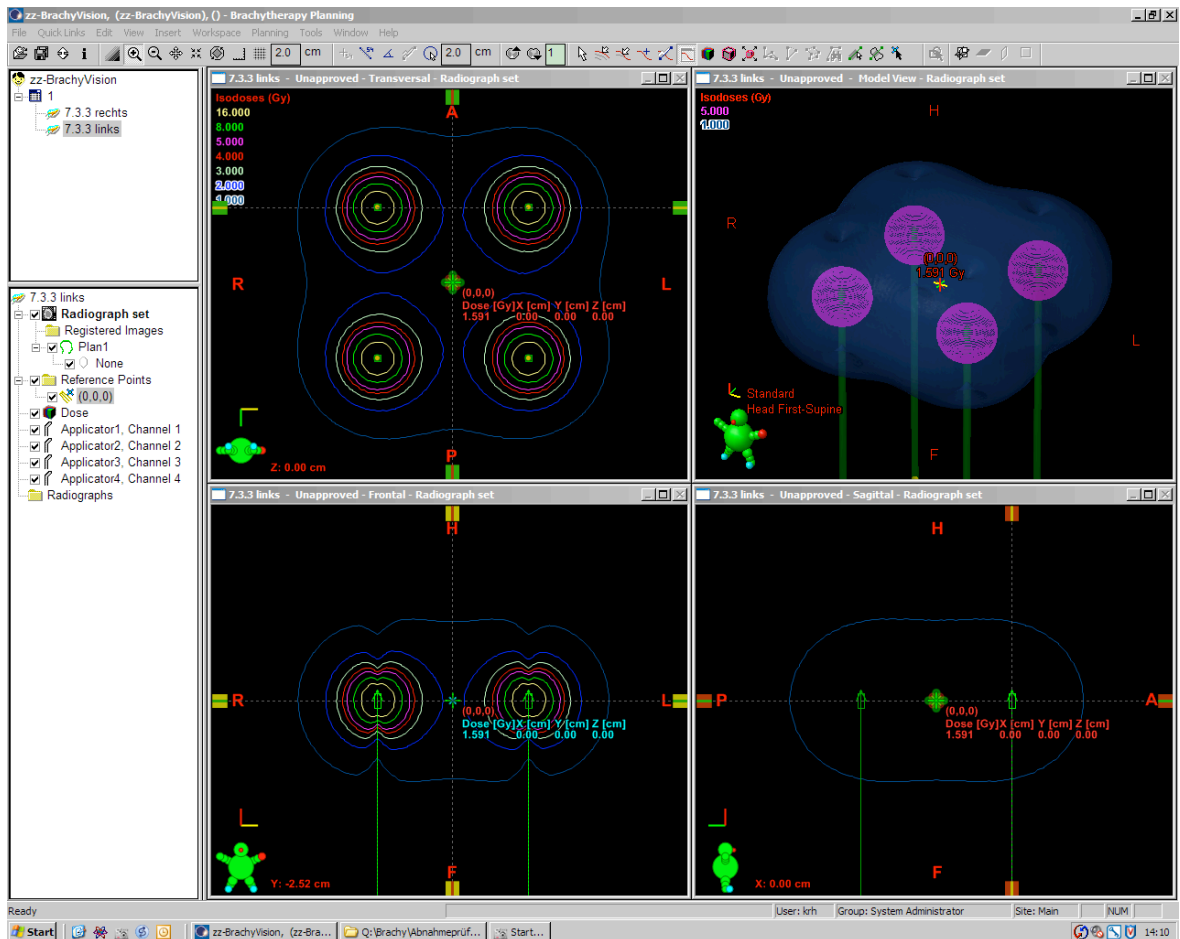 zz-BrachyVision, (zz-BrachyVision), () - Brachytherapy Planning
File Quick Links Edit View Insert Workspace Planning Tools Window Help
2.0 cm 2.0 cm 1
zz-BrachyVision
1
7.3.3 rechts
7.3.3 links
7.3.3 links
Radiograph set
Registered Images
Plan1
None
Reference Points
(0,0,0)
Dose
Applicator1, Channel 1
Applicator2, Channel 2
Applicator3, Channel 3
Applicator4, Channel 4
Radiographs
7.3.3 links - Unapproved - Transversal - Radiograph set
Isodoses (Gy)
16.000
8.000
5.000
4.000
3.000
2.000
1.000
A
R
L
P
(0,0,0)
Dose [Gy] X [cm] Y [cm] Z [cm]
1.591 0.00 0.00 0.00
Z: 0.00 cm
7.3.3 links - Unapproved - Model View - Radiograph set
Isodoses (Gy)
5.000
1.000
H
R
L
F
(0,0,0)
1.591 Gy
Standard
Head First-Supine
7.3.3 links - Unapproved - Frontal - Radiograph set
H
R
L
F
(0,0,0)
Dose [Gy] X [cm] Y [cm] Z [cm]
1.591 0.00 0.00 0.00
Y: -2.52 cm
7.3.3 links - Unapproved - Sagittal - Radiograph set
H
P
A
F
(0,0,0)
Dose [Gy] X [cm] Y [cm] Z [cm]
1.591 0.00 0.00 0.00
X: 0.00 cm
Ready User: krh Group: System Administrator Site: Main NUM
Start zz-BrachyVision, (zz-Bra... Q:\Brachy\Abnahmeprüf... Start... 14:10